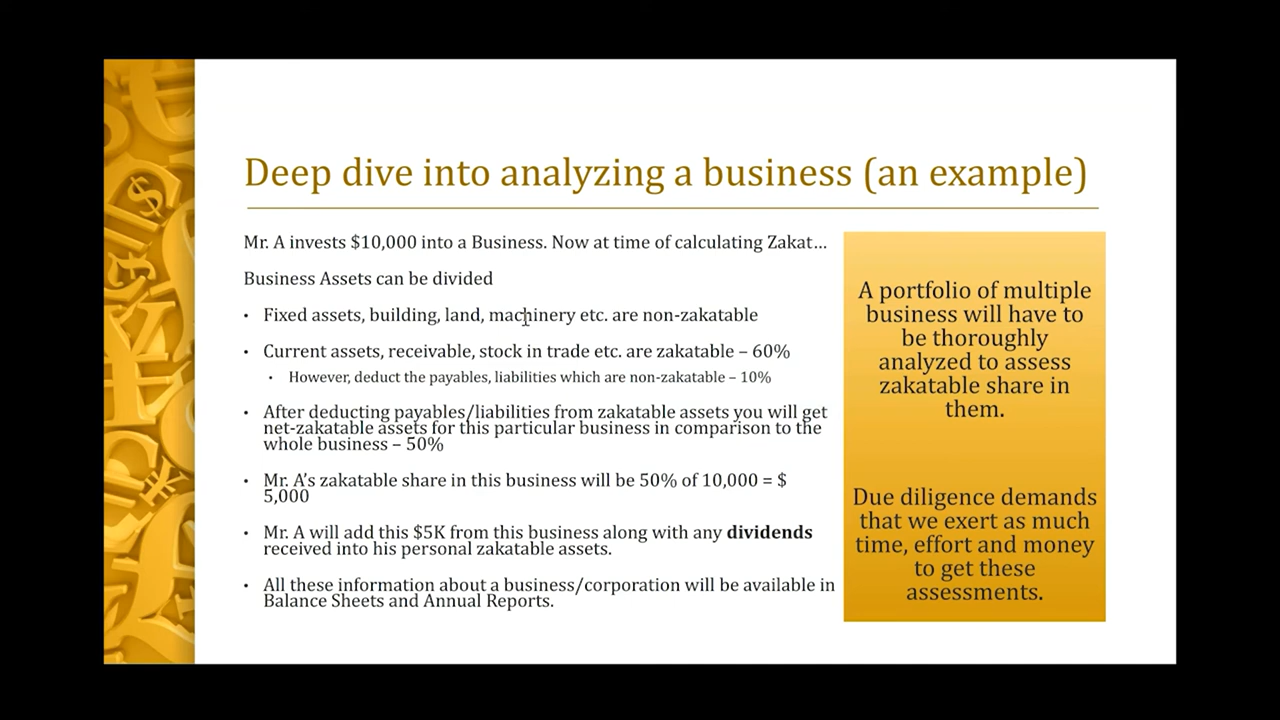 Deep dive into analyzing a business (an example)
Mr. A invests $10,000 into a Business. Now at time of calculating Zakat…
Business Assets can be divided
• Fixed assets, building, land, machinery etc. are non-zakatable
• Current assets, receivable, stock in trade etc. are zakatable – 60%
• However, deduct the payables, liabilities which are non-zakatable – 10%
• After deducting payables/liabilities from zakatable assets you will get
net-zakatable assets for this particular business in comparison to the
whole business – 50%
• Mr. A’s zakatable share in this business will be 50% of 10,000 = $
5,000
• Mr. A will add this $5K from this business along with any dividends
received into his personal zakatable assets.
• All these information about a business/corporation will be available in
Balance Sheets and Annual Reports.
A portfolio of multiple
business will have to
be thoroughly
analyzed to assess
zakatable share in
them.
Due diligence demands
that we exert as much
time, effort and money
to get these
assessments.